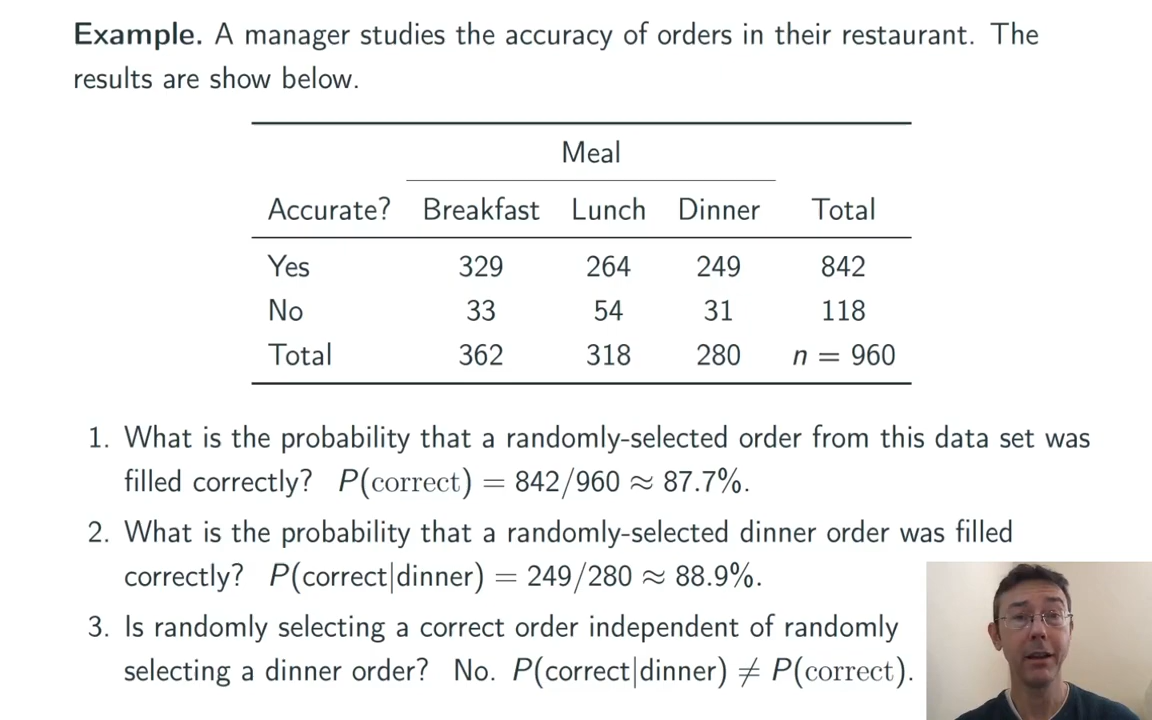 Example. A manager studies the accuracy of orders in their restaurant. The
results are show below.
Meal
Accurate? Breakfast Lunch Dinner Total
Yes 329 264 249 842
No 33 54 31 118
Total 362 318 280 n = 960
1. What is the probability that a randomly-selected order from this data set was
filled correctly? P(correct) = 842/960 ≈ 87.7%.
2. What is the probability that a randomly-selected dinner order was filled
correctly? P(correct|dinner) = 249/280 ≈ 88.9%.
3. Is randomly selecting a correct order independent of randomly
selecting a dinner order? No. P(correct|dinner) ≠ P(correct).